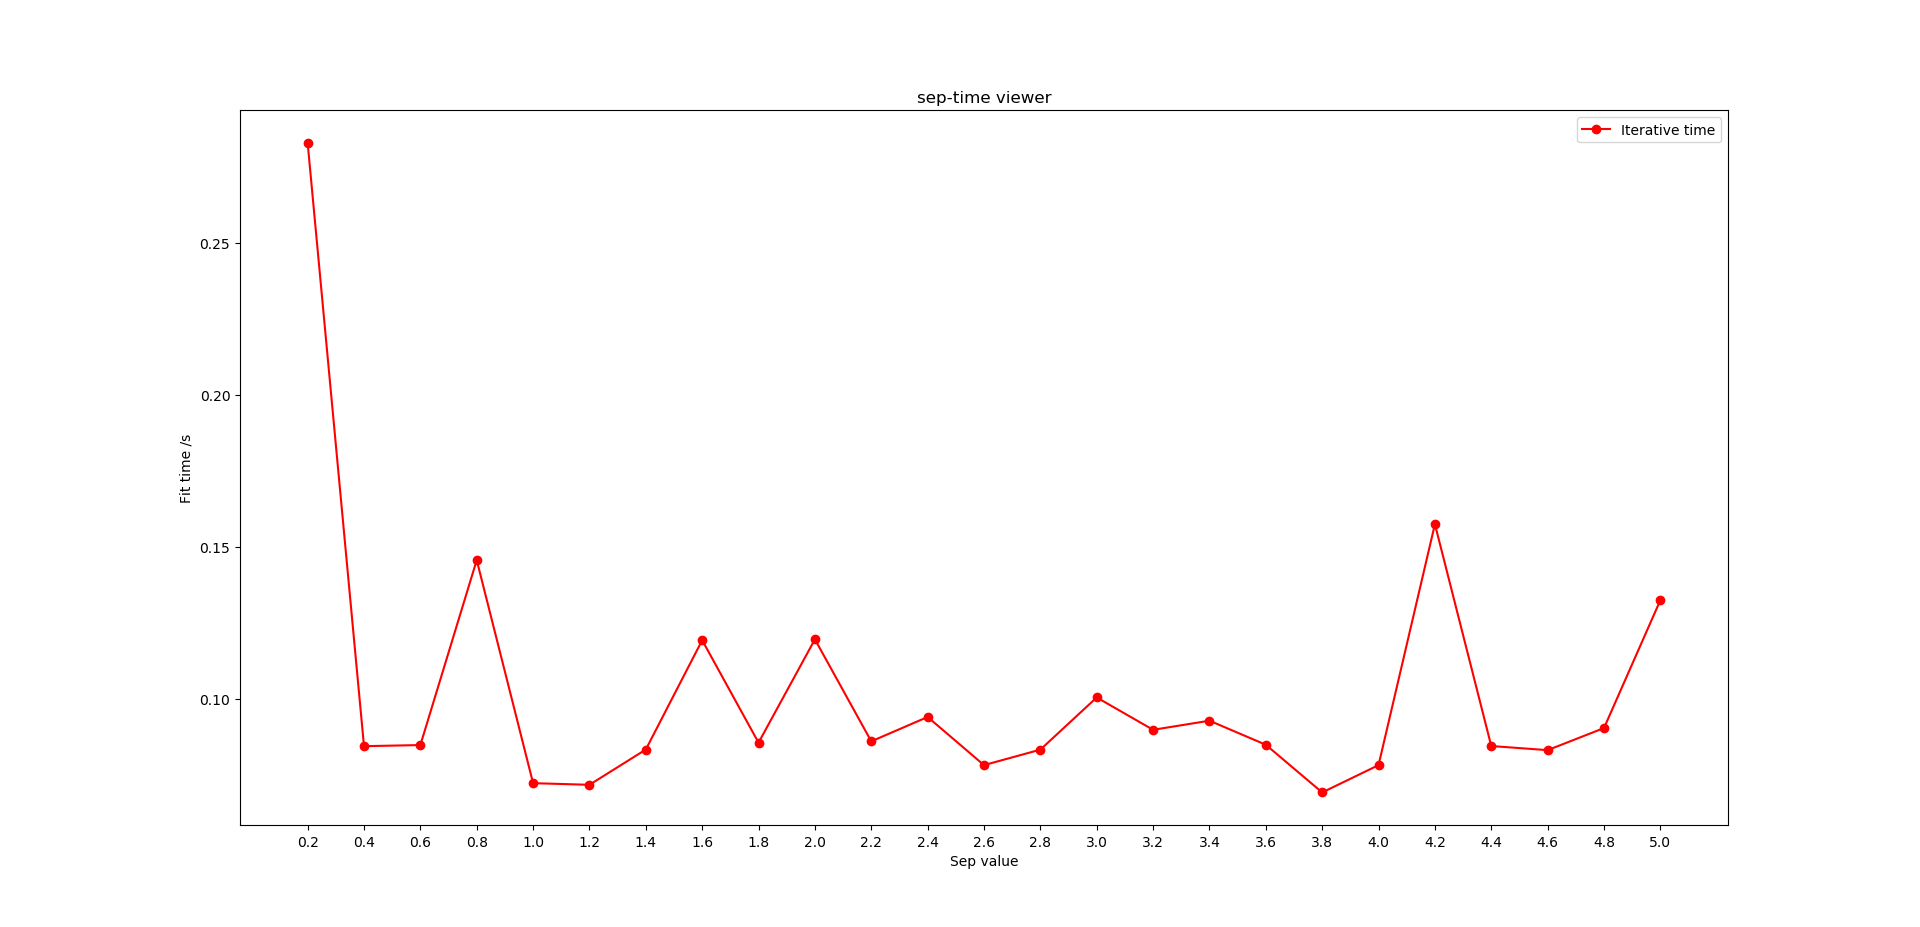 sep-time viewer
Iterative time
0.25
0.20
0.15
0.10
Fit time /s
0.2 0.4 0.6 0.8 1.0 1.2 1.4 1.6 1.8 2.0 2.2 2.4 2.6 2.8 3.0 3.2 3.4 3.6 3.8 4.0 4.2 4.4 4.6 4.8 5.0
Sep value